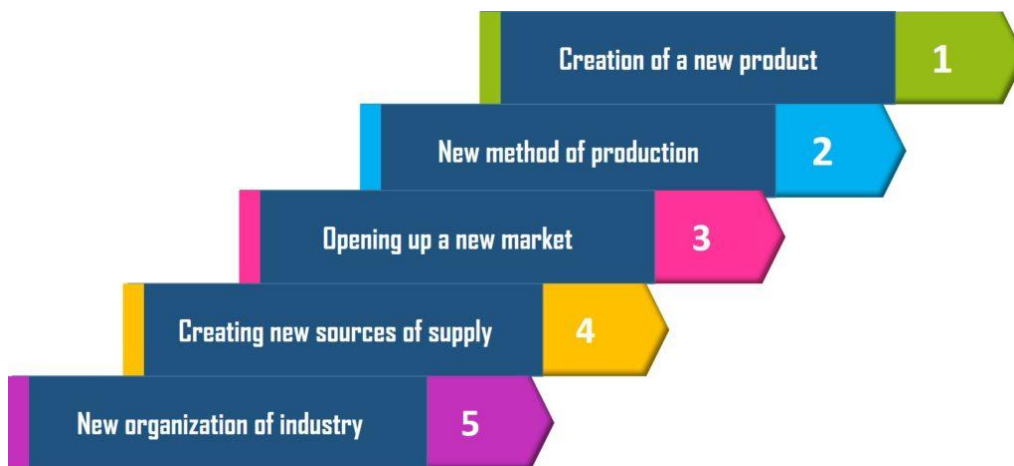 Creation of a new product 1
New method of production 2
Opening up a new market 3
Creating new sources of supply 4
New organization of industry 5